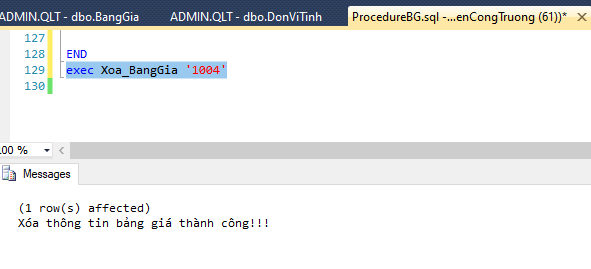 ADMIN.QLT - dbo.BangGia
ADMIN.QLT - dbo.DonViTinh
ProcedureBG.sql -...enCongTruong (61))*
127
128 END
129 exec Xoa_BangGia '1004'
130
00 %
Messages
(1 row(s) affected)
Xóa thông tin bảng giá thành công!!!